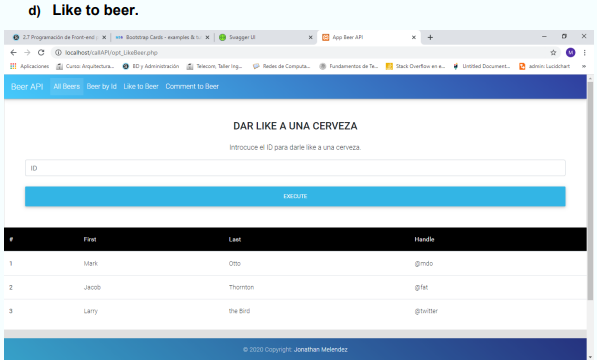 d) Like to beer.
2.7 Programación de Front-end :
Bootstrap Cards - examples & t
Swagger UI
App Beer API
localhost/callAPI/opt_LikeBeer.php
M
Aplicaciones
Curso: Arquitectura...
BD y Administración
Telecom, Taller Ing...
Redes de Computa...
Fundamentos de Te...
Stack Overflow en e...
Untitled Document...
admin: Lucidchart
Beer API All Beers Beer by Id Like to Beer Comment to Beer
DAR LIKE A UNA CERVEZA
Introcuce el ID para darle like a una cerveza.
ID
EXECUTE
# First Last Handle
1 Mark Otto @mdo
2 Jacob Thornton @fat
3 Larry the Bird @twitter
© 2020 Copyright: Jonathan Melendez